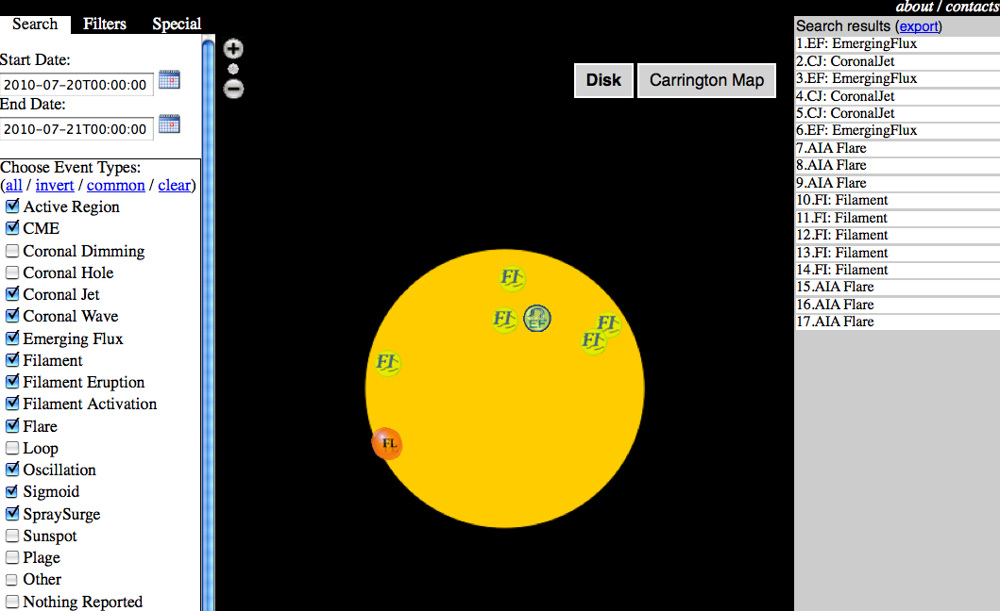 about / contacts
Search Filters Special
Start Date:
2010-07-20T00:00:00
End Date:
2010-07-21T00:00:00
Choose Event Types:
(all / invert / common / clear)
Active Region
CME
Coronal Dimming
Coronal Hole
Coronal Jet
Coronal Wave
Emerging Flux
Filament
Filament Eruption
Filament Activation
Flare
Loop
Oscillation
Sigmoid
SpraySurge
Sunspot
Plage
Other
Nothing Reported
Disk Carrington Map
FI
FI EF
FI
FI
FI
FL
Search results (export)
1.EF: EmergingFlux
2.CJ: CoronalJet
3.EF: EmergingFlux
4.CJ: CoronalJet
5.CJ: CoronalJet
6.EF: EmergingFlux
7.AIA Flare
8.AIA Flare
9.AIA Flare
10.FI: Filament
11.FI: Filament
12.FI: Filament
13.FI: Filament
14.FI: Filament
15.AIA Flare
16.AIA Flare
17.AIA Flare